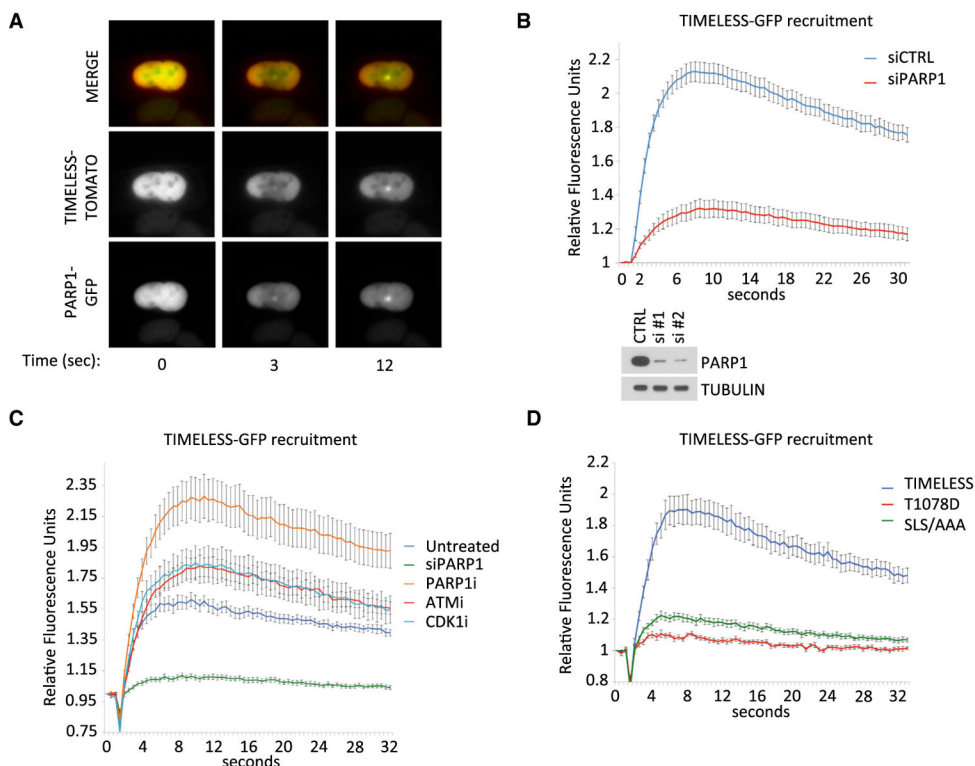 A
MERGE
TIMELESS-
TOMATO
PARP1-
GFP
Time (sec):
0
3
12
B
TIMELESS-GFP recruitment
Relative Fluorescence Units
2.2
2
1.8
1.6
1.4
1.2
1
siCTRL
siPARP1
0 2 6 10 14 18 22 26 30
seconds
CTRL
si #1
si #2
PARP1
TUBULIN
C
TIMELESS-GFP recruitment
Relative Fluorescence Units
2.35
2.15
1.95
1.75
1.55
1.35
1.15
0.95
0.75
Untreated
siPARP1
PARP1i
ATMi
CDK1i
0 4 8 12 16 20 24 28 32
seconds
D
TIMELESS-GFP recruitment
Relative Fluorescence Units
2.2
2
1.8
1.6
1.4
1.2
1
0.8
TIMELESS
T1078D
SLS/AAA
0 4 8 12 16 20 24 28 32
seconds